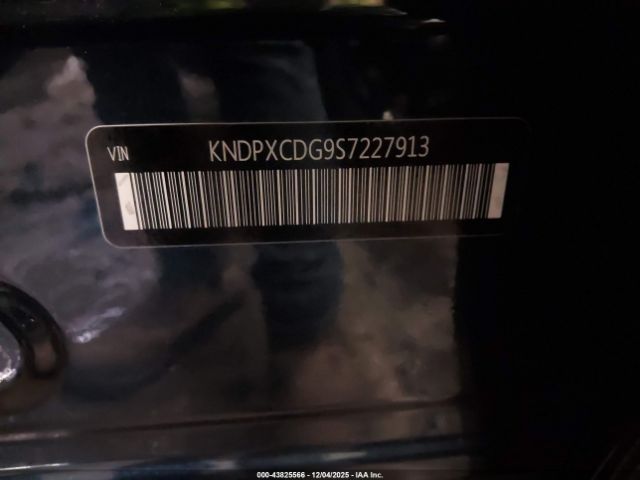 VIN KNDPXCDG9S7227913
000-43825566 - 12/04/2025 - IAA Inc.